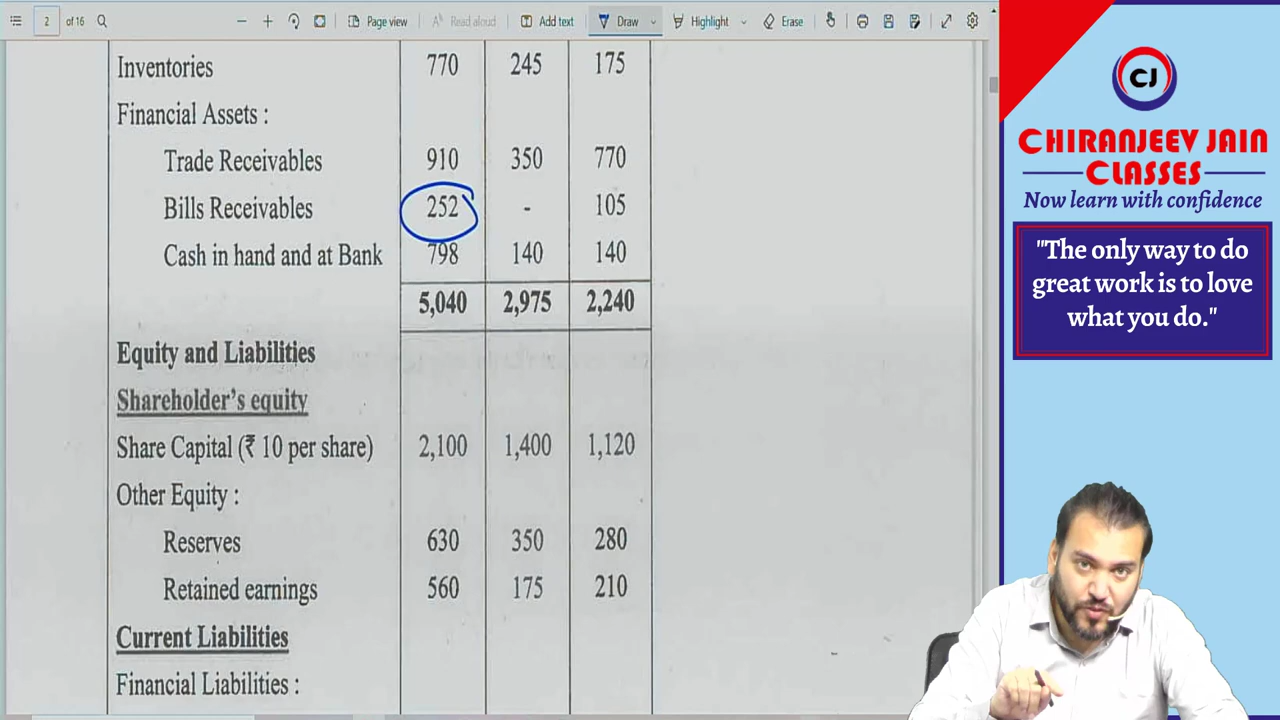 2 of 16 Page view Read aloud Add text Draw Highlight Erase
Inventories 770 245 175
Financial Assets :
Trade Receivables 910 350 770
Bills Receivables 252 - 105
Cash in hand and at Bank 798 140 140
5,040 2,975 2,240
Equity and Liabilities
Shareholder's equity
Share Capital (₹ 10 per share) 2,100 1,400 1,120
Other Equity :
Reserves 630 350 280
Retained earnings 560 175 210
Current Liabilities
Financial Liabilities :
CJ
CHIRANJEEV JAIN
CLASSES
Now learn with confidence
"The only way to do
great work is to love
what you do."